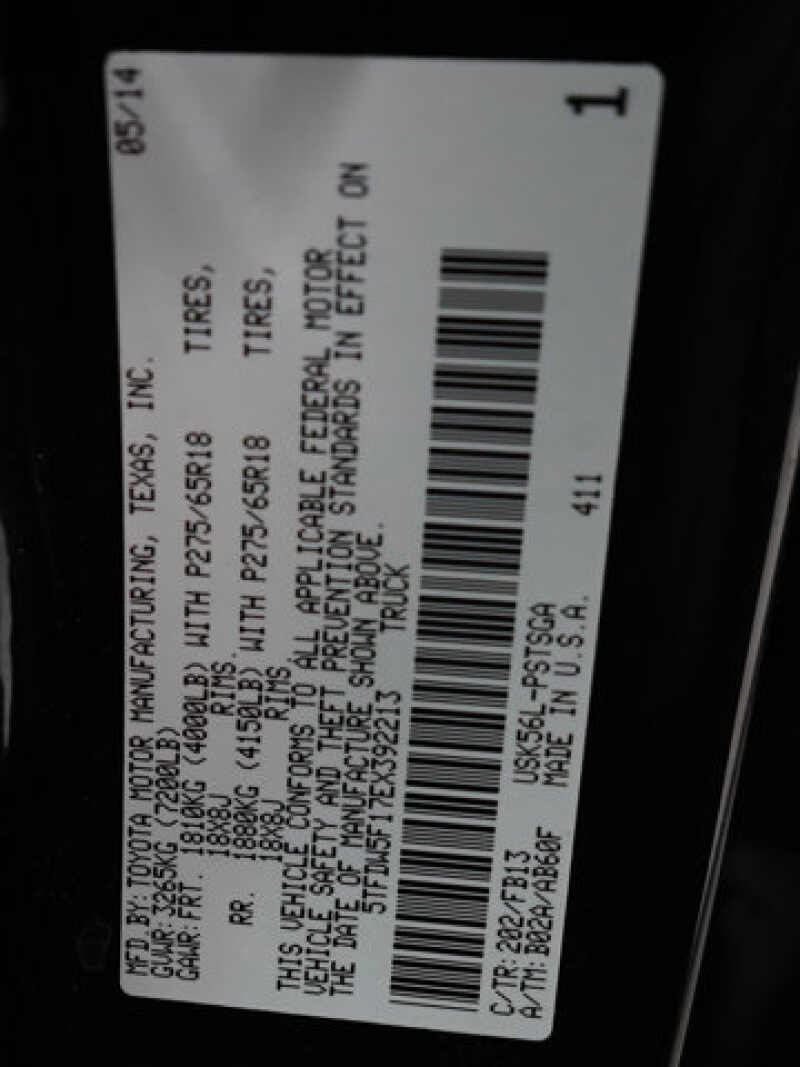 MFD.BY:TOYOTA MOTOR MANUFACTURING, TEXAS, INC. 05/14
GVWR:3265KG (7200LB)
GAWR:FRT. 1810KG (4000LB) WITH P275/65R18 TIRES,
18X8J RIMS.
RR. 1880KG (4150LB) WITH P275/65R18 TIRES,
18X8J RIMS.
THIS VEHICLE CONFORMS TO ALL APPLICABLE FEDERAL MOTOR
VEHICLE SAFETY AND THEFT PREVENTION STANDARDS IN EFFECT ON
THE DATE OF MANUFACTURE SHOWN ABOVE.
5TFDW5F17EX392213 TRUCK
C/TR:202/FB13 USK56L-PSTSGA 411
A/TM:B02A/AB60F MADE IN U.S.A.
1